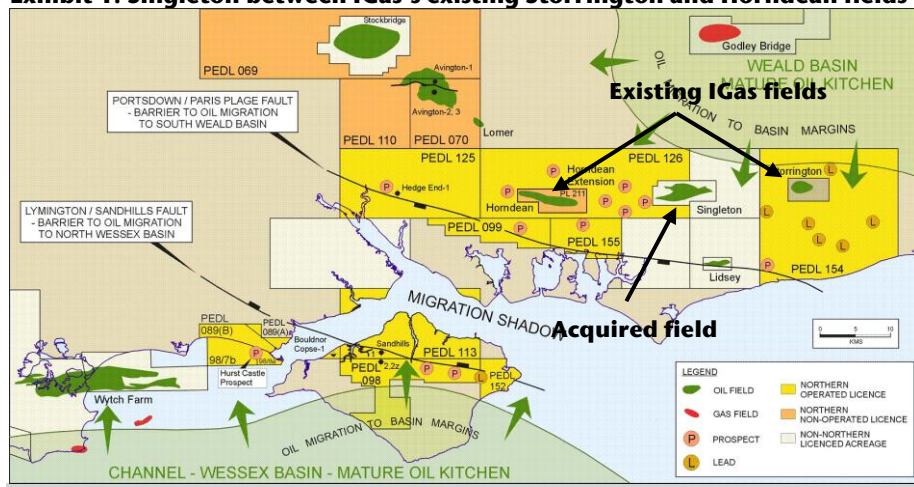 Exhibit 1: Singleton between IGas's existing Storrington and Horndean fields
Stockbridge
PEDL 069
Avington-1
Avington-2, 3
Lomer
PEDL 110
PEDL 070
Godley Bridge
WEALD BASIN
MATURE OIL KITCHEN
OIL MIGRATION TO BASIN MARGINS
Existing IGas fields
PORTSDOWN / PARIS PLAGE FAULT
- BARRIER TO OIL MIGRATION
TO SOUTH WEALD BASIN
PEDL 125
PEDL 126
P
Hedge End-1
P
Horndean
Extension
PL 211
Horndean
P
P
P
P
P
P
Singleton
L
L
L
L
L
L
P
PEDL 154
LYMINGTON / SANDHILLS FAULT
- BARRIER TO OIL MIGRATION
TO NORTH WESSEX BASIN
PEDL 099
P
P
PEDL 155
Lidsey
MIGRATION SHADOW
Acquired field
PEDL
089(B)
PEDL
089(A)
98/7b
P
Hurst Castle
Prospect
Bouldnor
Copse-1
Sandhills
PEDL 113
PEDL
098
2,2z
P
P
L
PEDL
152
Wytch Farm
OIL MIGRATION TO BASIN MARGINS
CHANNEL - WESSEX BASIN - MATURE OIL KITCHEN
0 5 10
KMS
LEGEND
OIL FIELD
GAS FIELD
P PROSPECT
L LEAD
NORTHERN
OPERATED LICENCE
NORTHERN
NON-OPERATED LICENCE
NON-NORTHERN
LICENCED ACREAGE